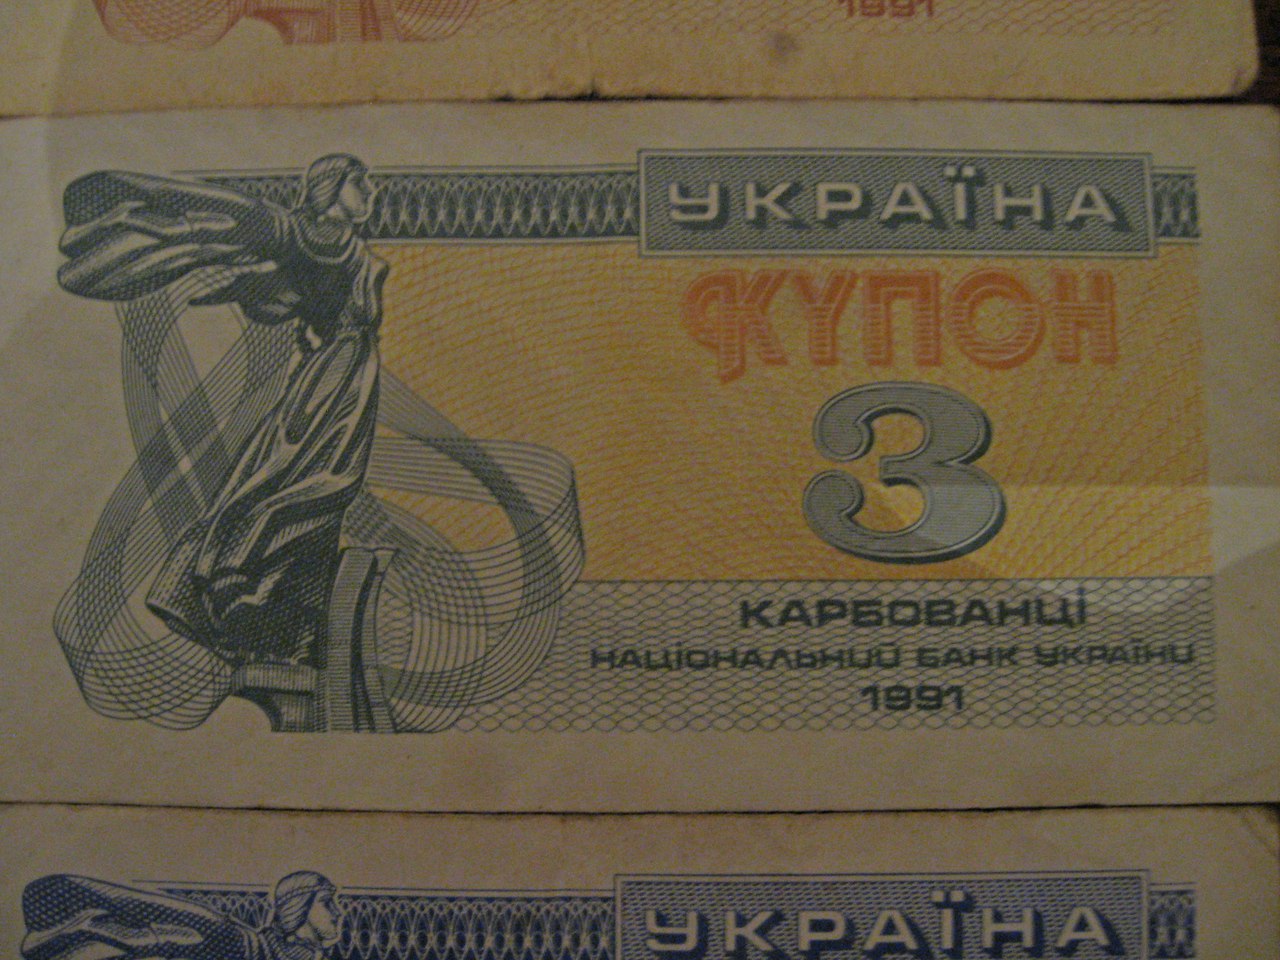 1991
УКРАЇНА
КУПОН
3
КАРБОВАНЦІ
НАЦІОНАЛЬНИЙ БАНК УКРАЇНИ
1991
УКРАЇНА